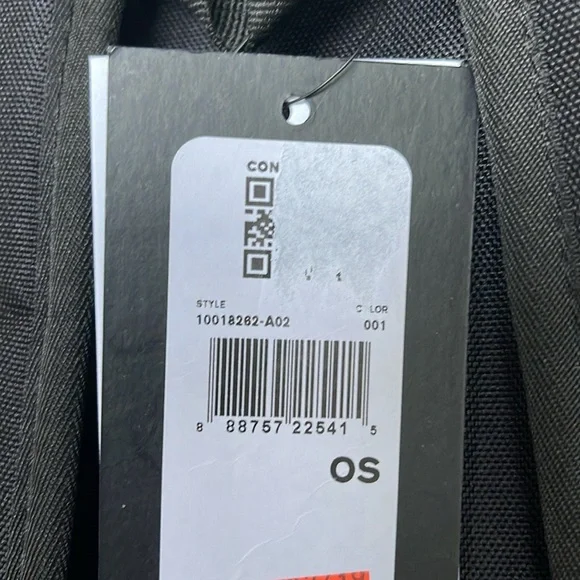 CON
STYLE
10018262-A02
COLOR
001
8 88757 22541 5
OS